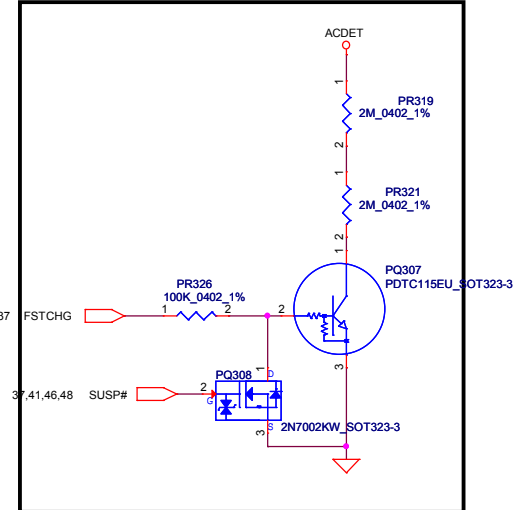 ACDET
1
PR319
2M_0402_1%
2
1
PR321
2M_0402_1%
2
1
PQ307
PDTC115EU_SOT323-3
PR326
100K_0402_1%
37 FSTCHG
1
2
2
3
1
D
PQ308
37,41,46,48 SUSP#
2
G
S
3
2N7002KW_SOT323-3